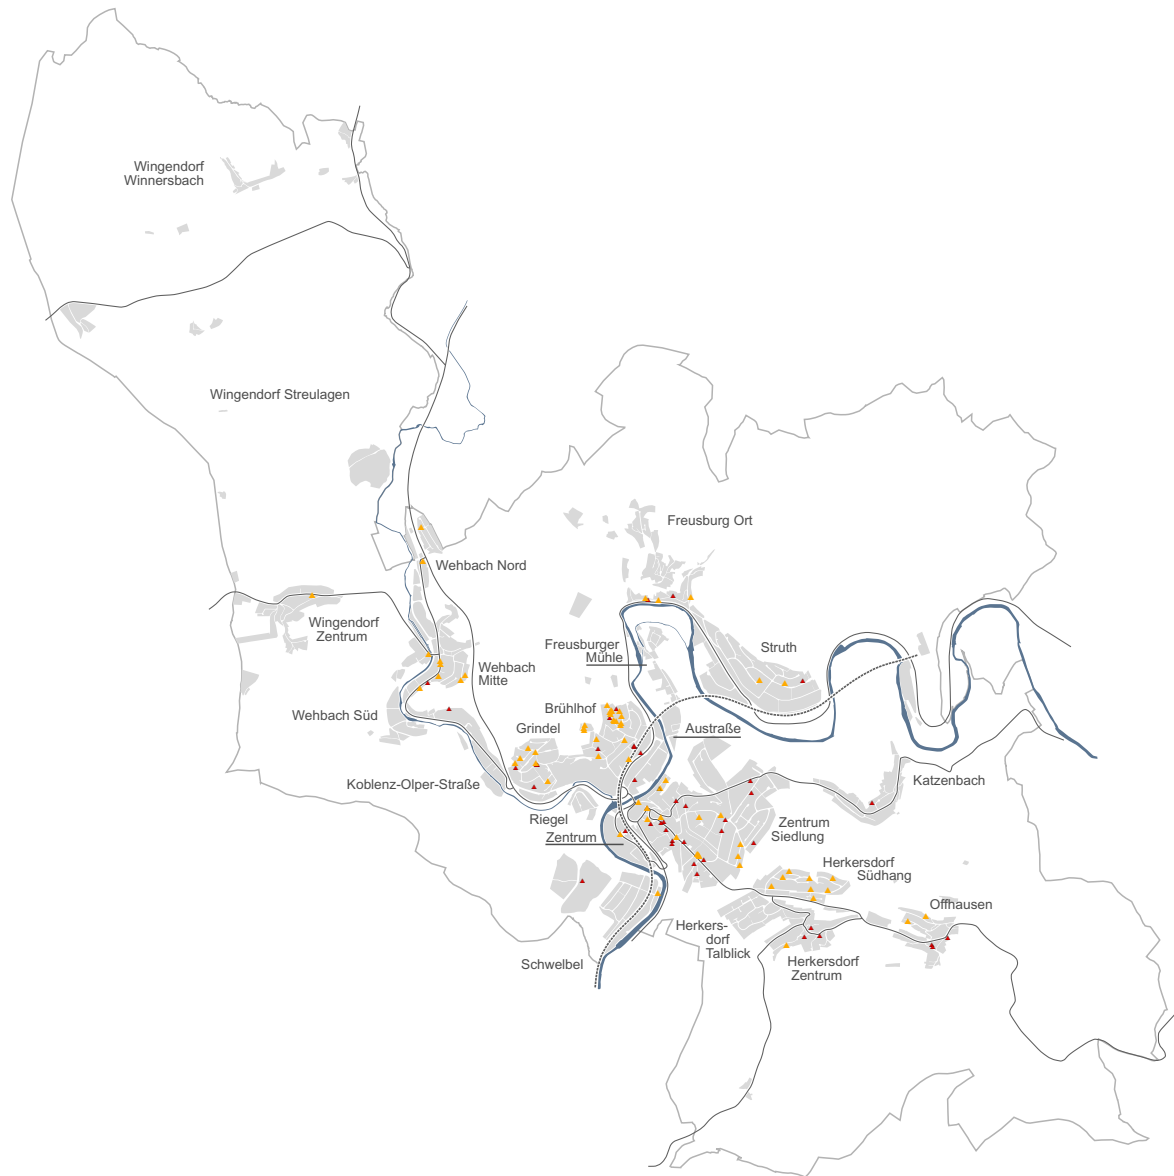 Wingendorf
Winnersbach
Wingendorf Streulagen
Freusburg Ort
Wehbach Nord
Wingendorf
Zentrum
Freusburger
Mühle
Struth
Wehbach
Mitte
Brühlhof
Wehbach Süd
Grindel
Austraße
Katzenbach
Koblenz-Olper-Straße
Riegel
Zentrum
Zentrum
Siedlung
Herkersdorf
Südhang
Offhausen
Herkers-
dorf
Talblick
Schwelbel
Herkersdorf
Zentrum